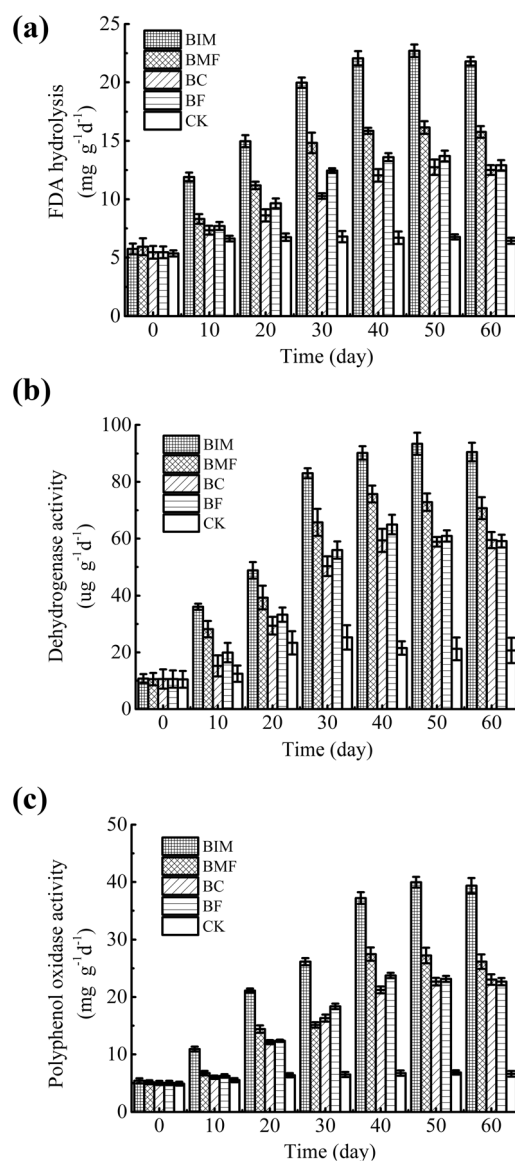 (a)
BIM
BMF
BC
BF
CK
FDA hydrolysis
(mg g-1d-1)
25
20
15
10
5
0
0 10 20 30 40 50 60
Time (day)
(b)
BIM
BMF
BC
BF
CK
Dehydrogenase activity
(ug g-1d-1)
100
80
60
40
20
0
0 10 20 30 40 50 60
Time (day)
(c)
BIM
BMF
BC
BF
CK
Polyphenol oxidase activity
(mg g-1d-1)
50
40
30
20
10
0
0 10 20 30 40 50 60
Time (day)